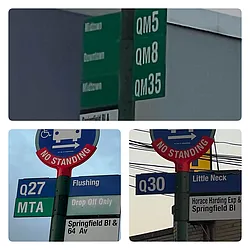 Midtown QM5
Downtown QM8
Midtown QM35
NO STANDING
Q27 Flushing
MTA Drop Off Only
Springfield Bl &
64 Av
NO STANDING
Q30 Little Neck
Horace Harding Exp &
Springfield Bl